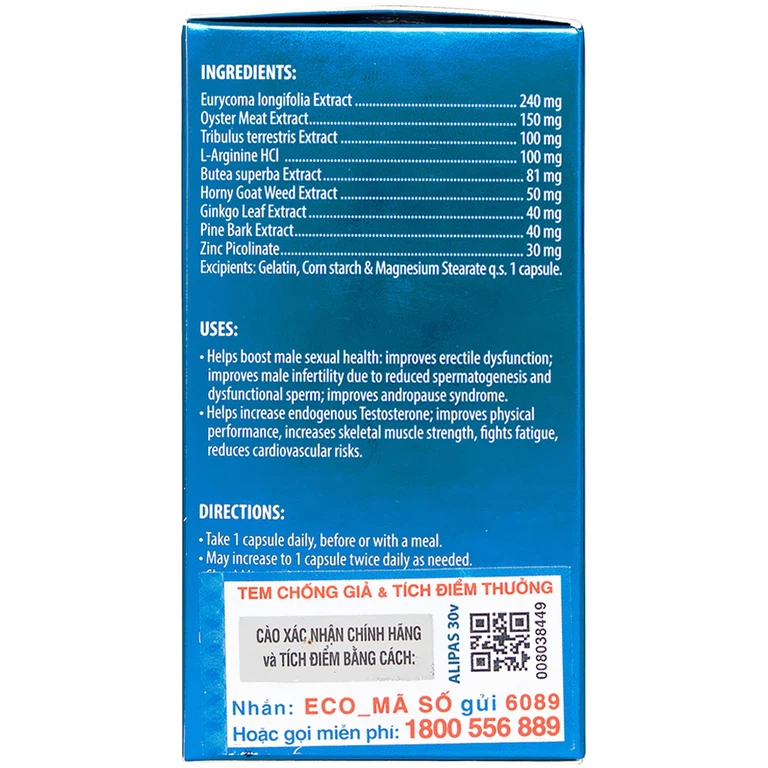 INGREDIENTS:
Eurycoma longifolia Extract ........................................ 240 mg
Oyster Meat Extract..................................................... 150 mg
Tribulus terrestris Extract ............................................ 100 mg
L-Arginine HCl .......................................................... 100 mg
Butea superba Extract.................................................. 81 mg
Horny Goat Weed Extract ............................................. 50 mg
Ginkgo Leaf Extract...................................................... 40 mg
Pine Bark Extract......................................................... 40 mg
Zinc Picolinate............................................................. 30 mg
Excipients: Gelatin, Corn starch & Magnesium Stearate q.s. 1 capsule.
USES:
• Helps boost male sexual health: improves erectile dysfunction;
improves male infertility due to reduced spermatogenesis and
dysfunctional sperm; improves andropause syndrome.
• Helps increase endogenous Testosterone; improves physical
performance, increases skeletal muscle strength, fights fatigue,
reduces cardiovascular risks.
DIRECTIONS:
• Take 1 capsule daily, before or with a meal.
• May increase to 1 capsule twice daily as needed.
TEM CHỐNG GIẢ & TÍCH ĐIỂM THƯỞNG
CÀO XÁC NHẬN CHÍNH HÃNG
và TÍCH ĐIỂM BẰNG CÁCH:
ALIPAS 30v
008038449
Nhắn: ECO_MÃ SỐ gửi 6089
Hoặc gọi miễn phí: 1800 556 889